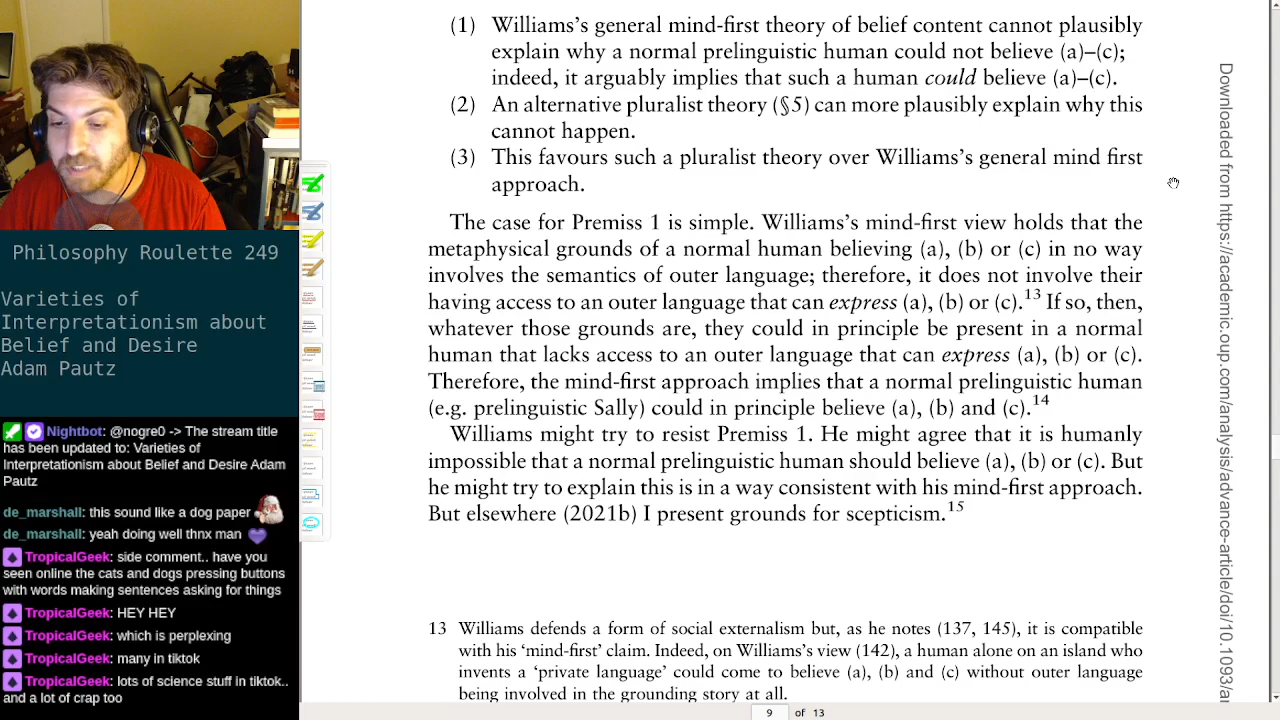 (1) Williams's general mind-first theory of belief content cannot plausibly
explain why a normal prelinguistic human could not believe (a)–(c);
indeed, it arguably implies that such a human could believe (a)–(c).
(2) An alternative pluralist theory (§5) can more plausibly explain why this
cannot happen.
(3) This favours such a pluralist theory over Williams's general mind-first
approach.
The case for Premiss 1 is simple. Williams's mind-first view holds that the
metaphysical grounds of a normal human believing (a), (b) or (c) in no way
involves the semantics of outer language; therefore, it does not involve their
having access to an outer language that can express (a), (b) or (c).13 If so, then,
whatever those grounds are, they could in principle be present in a normal
human that lacks access to an outer language that can express (a), (b) or (c).
Therefore, the mind-first approach implies that a normal prelinguistic human
(e.g. prelinguistic Sally) could in principle believe (a), (b) and (c).14
Williams might try to resist Premiss 1. He might agree that it is humanly
impossible that a normal prelinguistic human should believe (a), (b) or (c). But
he might try to explain this is in a way consistent with his mind-first approach.
But elsewhere (2021b) I present grounds for scepticism.15
13 Williams defends a form of social externalism but, as he notes (137, 145), it is compatible
with his 'mind-first' claim. Indeed, on Williams's view (142), a human alone on an island who
invents a 'private language' could come to believe (a), (b) and (c) without outer language
being involved in the grounding story at all.
Downloaded from https://academic.oup.com/analysis/advance-article/doi/10.1093/a
9 of 13
Philosophy Roulette 249
Varieties of
Interpretationism about
Belief and Desire
Adam Pautz
Nightbot: @nogre0 -> The stream title
has been updated to: Varieties of
Interpretationism about Belief and Desire Adam
Pautz
de_marshall: this sound like a dog paper
de_marshall: yeah doing well thnx man
TropicalGeek: side comment.. have you
seen online the cats and dogs pressing buttons
with words making sentences asking for things
TropicalGeek: HEY HEY
TropicalGeek: which is perplexing
TropicalGeek: many in tiktok
TropicalGeek: lots of science stuff in tiktok..
and a lot of crap too